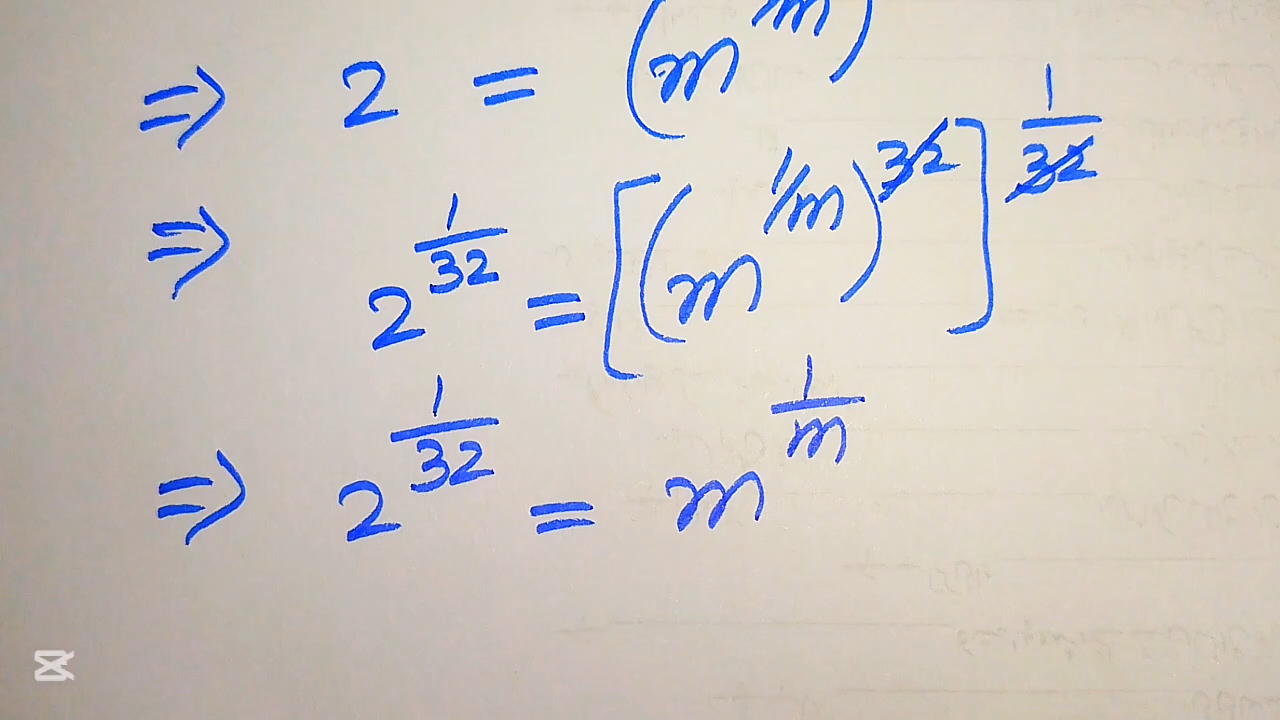 ⇒ 2 = (m^m)
⇒ 2^(1/32) = [(m^(1/m))^32]^(1/32)
⇒ 2^(1/32) = m^(1/m)